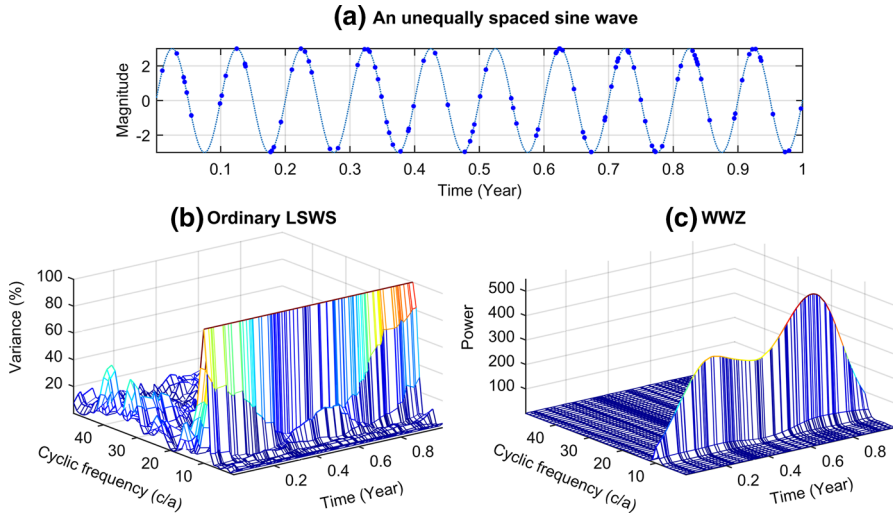 (a) An unequally spaced sine wave
Magnitude
2
0
-2
0.1 0.2 0.3 0.4 0.5 0.6 0.7 0.8 0.9 1
Time (Year)
(b) Ordinary LSWS
Variance (%)
100
80
60
40
20
40
30
20
10
Cyclic frequency (c/a)
0.2 0.4 0.6 0.8
Time (Year)
(c) WWZ
Power
500
400
300
200
100
40
30
20
10
Cyclic frequency (c/a)
0.2 0.4 0.6 0.8
Time (Year)